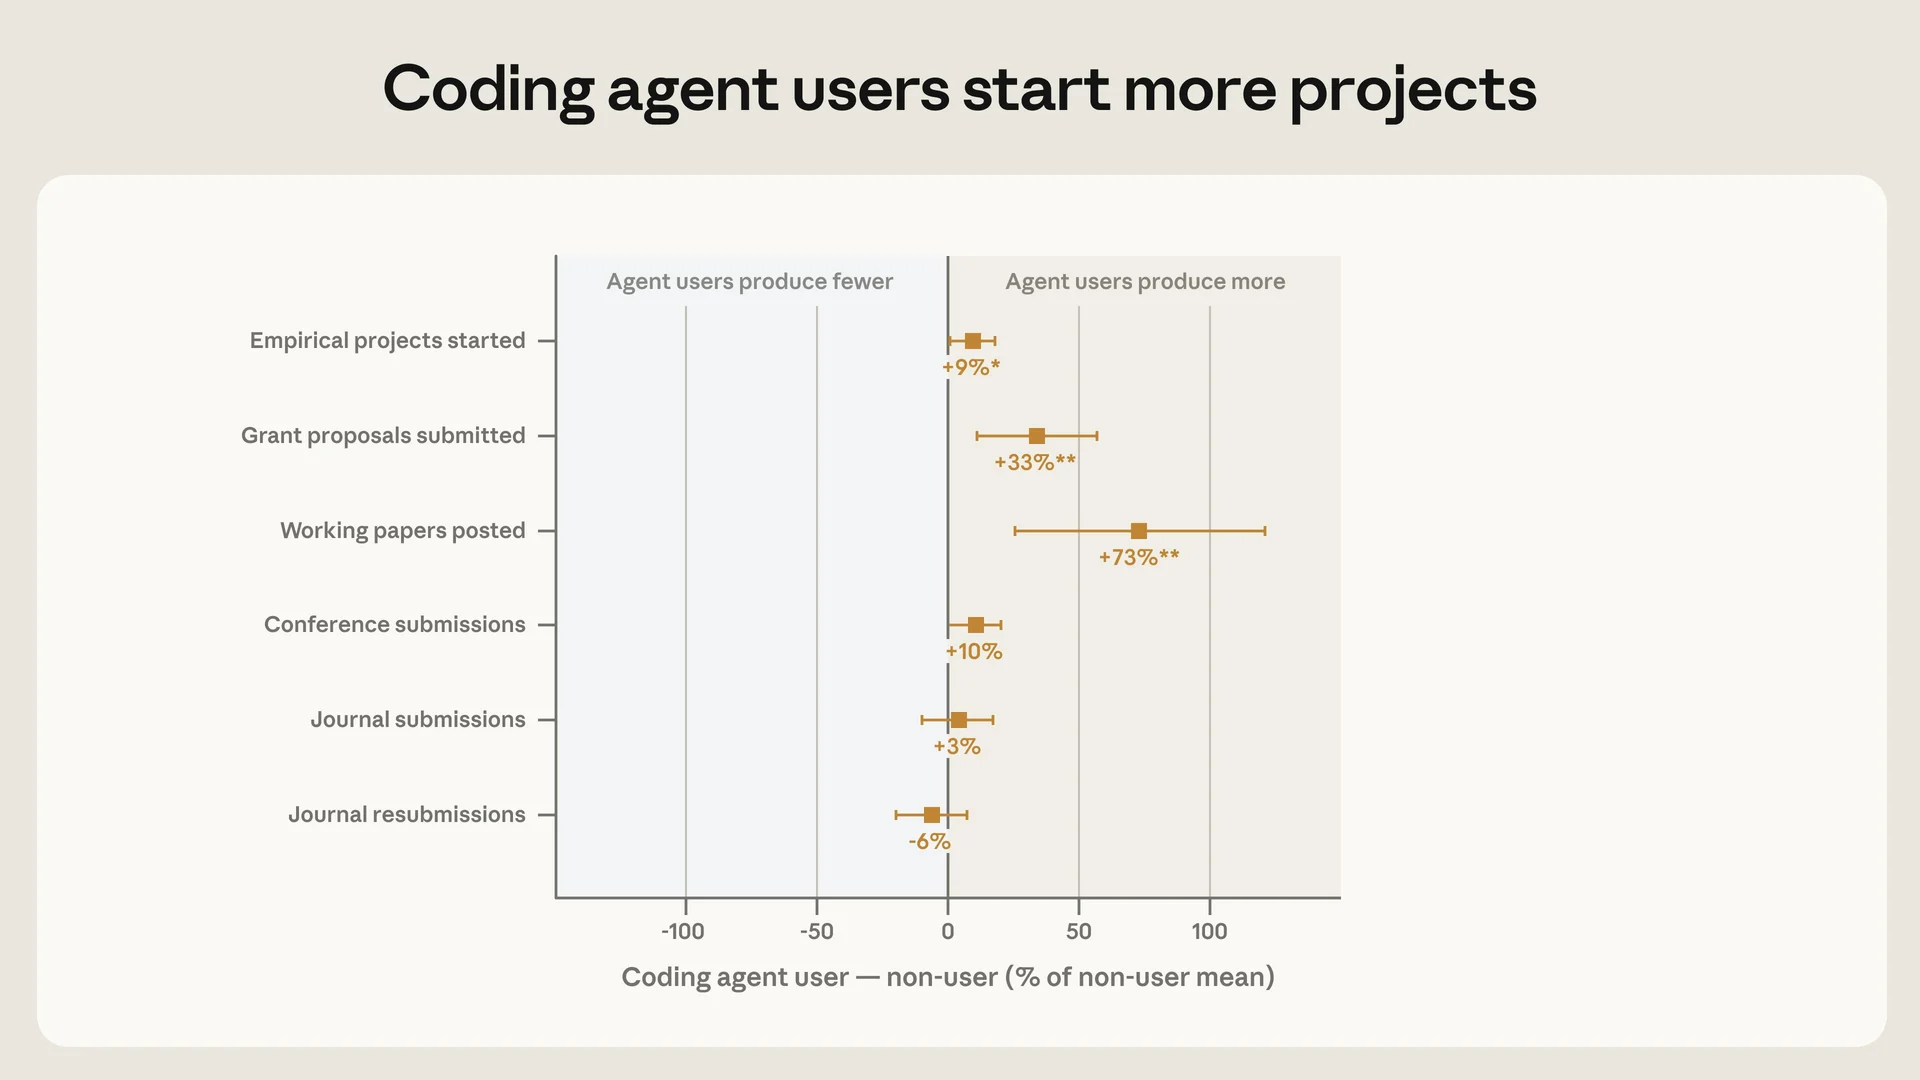 Coding agent users start more projects
Agent users produce fewer
Agent users produce more
Empirical projects started
+9%*
Grant proposals submitted
+33%**
Working papers posted
+73%**
Conference submissions
+10%
Journal submissions
+3%
Journal resubmissions
-6%
-100
-50
0
50
100
Coding agent user — non-user (% of non-user mean)